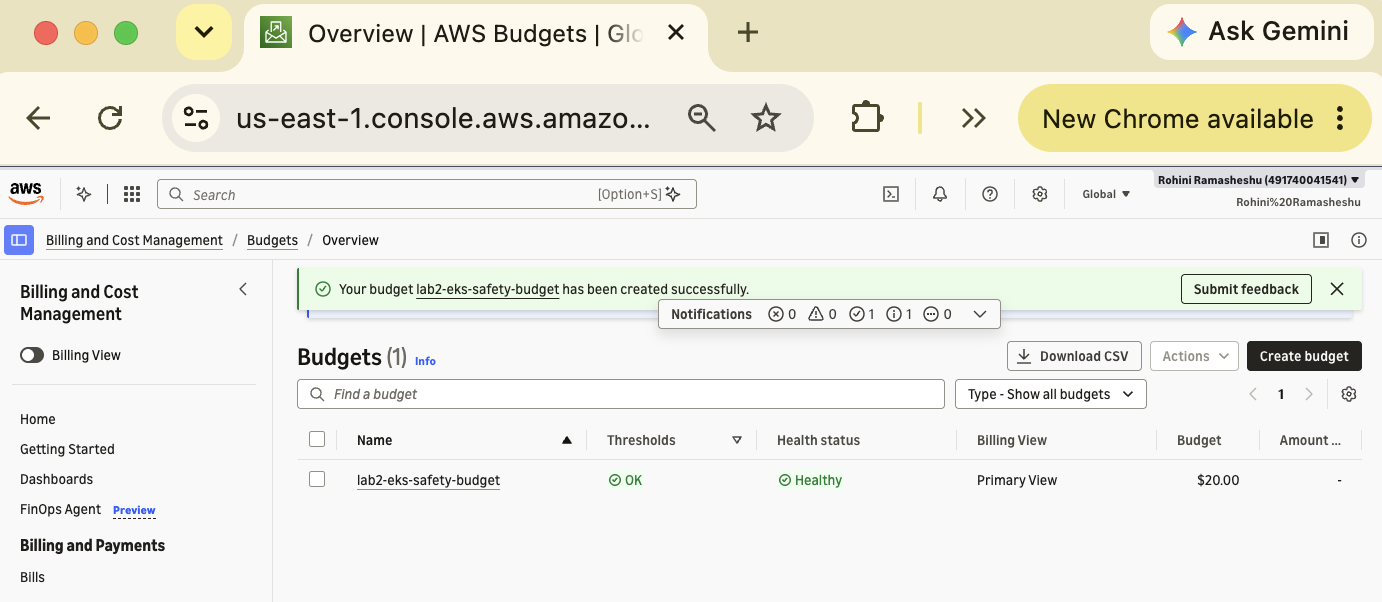 Overview | AWS Budgets | Glo
Ask Gemini
us-east-1.console.aws.amazo...
New Chrome available
aws
Search
[Option+S]
Global
Rohini Ramasheshu (491740041541)
Rohini%20Ramasheshu
Billing and Cost Management / Budgets / Overview
Billing and Cost
Management
Billing View
Home
Getting Started
Dashboards
FinOps Agent Preview
Billing and Payments
Bills
Your budget lab2-eks-safety-budget has been created successfully.
Submit feedback
Notifications 0 0 1 1 0
Budgets (1) Info
Download CSV
Actions
Create budget
Find a budget
Type - Show all budgets
1
Name Thresholds Health status Billing View Budget Amount ...
lab2-eks-safety-budget OK Healthy Primary View $20.00 -